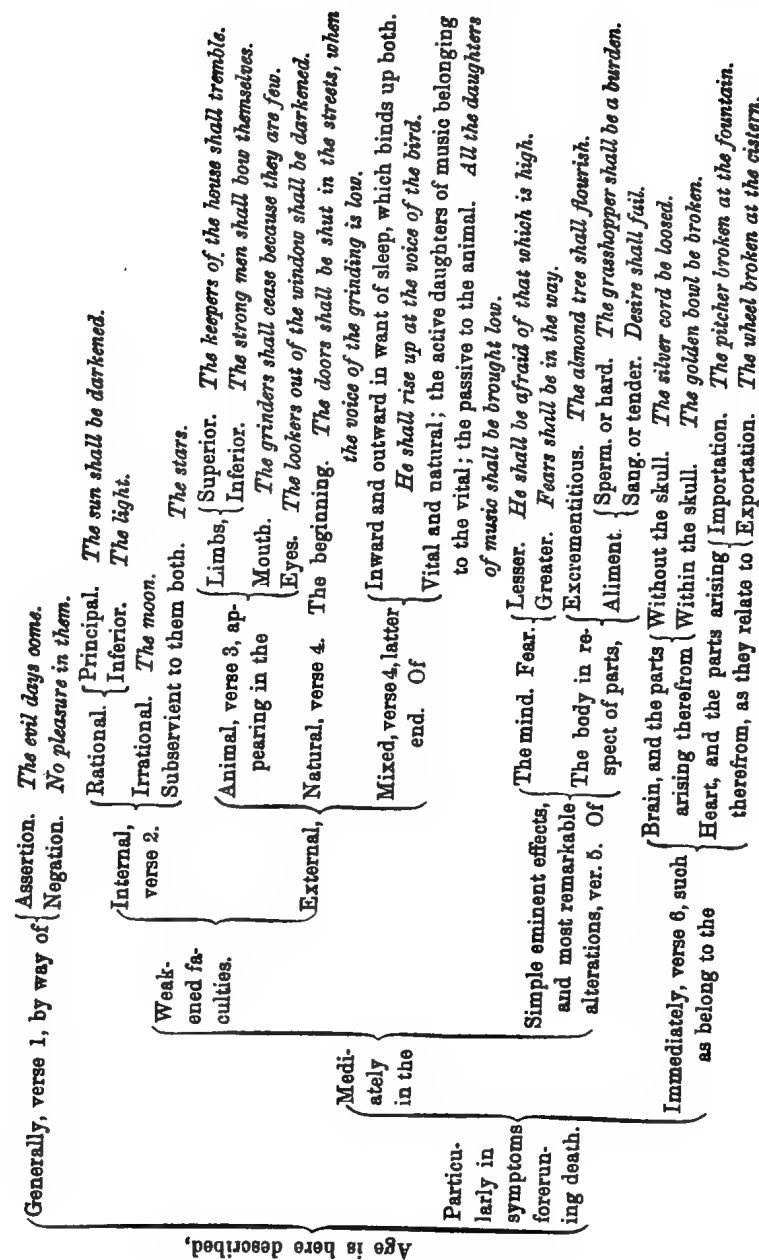 Age is here described,
Generally, verse 1, by way of
Assertion. The evil days come.
Negation. No pleasure in them.
Particu-
larly in
symptoms
forerun-
ing death.
Medi-
ately
in the
Weak-
ened fa-
culties.
Internal,
verse 2.
Rational.
Principal. The sun shall be darkened.
Inferior. The light.
Irrational. The moon.
Subservient to them both. The stars.
External,
Animal, verse 3, ap-
pearing in the
Limbs,
Superior. The keepers of the house shall tremble.
Inferior. The strong men shall bow themselves.
Mouth. The grinders shall cease because they are few.
Eyes. The lookers out of the window shall be darkened.
Natural, verse 4. The beginning. The doors shall be shut in the streets, when
the voice of the grinding is low.
Mixed, verse 4, latter
end. Of
Inward and outward in want of sleep, which binds up both.
He shall rise up at the voice of the bird.
Vital and natural; the active daughters of music belonging
to the vital; the passive to the animal. All the daughters
of music shall be brought low.
Simple eminent effects,
and most remarkable
alterations, ver. 5. Of
The mind. Fear.
Lesser. He shall be afraid of that which is high.
Greater. Fears shall be in the way.
The body in re-
spect of parts,
Excrementitious. The almond tree shall flourish.
Aliment.
Sperm. or hard. The grasshopper shall be a burden.
Sang. or tender. Desire shall fail.
Immediately, verse 6, such
as belong to the
Brain, and the parts
arising therefrom
Without the skull. The silver cord be loosed.
Within the skull. The golden bowl be broken.
Heart, and the parts arising
therefrom, as they relate to
Importation. The pitcher broken at the fountain.
Exportation. The wheel broken at the cistern.